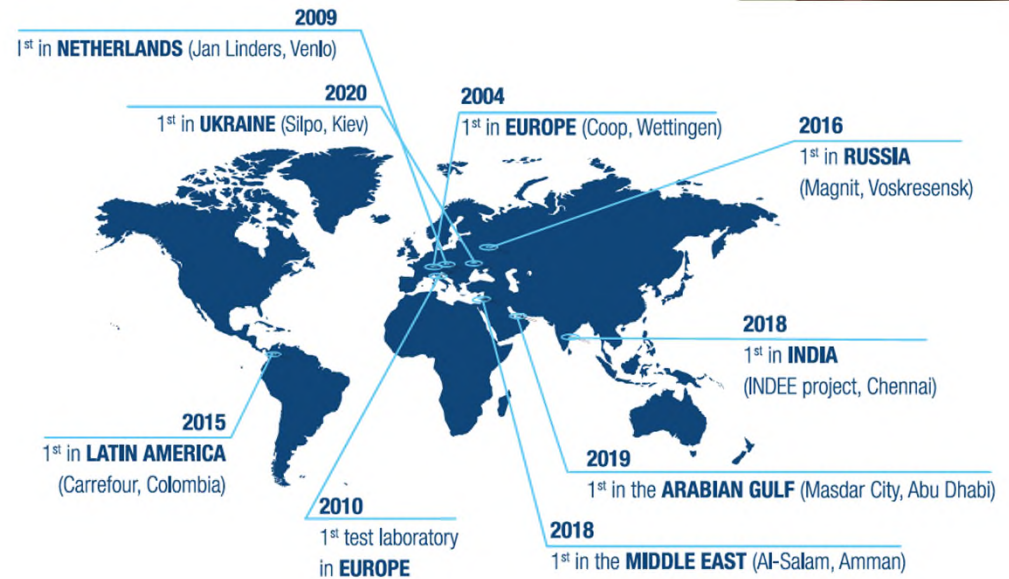 2009
1st in NETHERLANDS (Jan Linders, Venlo)
2020
1st in UKRAINE (Silpo, Kiev)
2004
1st in EUROPE (Coop, Wettingen)
2016
1st in RUSSIA
(Magnit, Voskresensk)
2018
1st in INDIA
(INDEE project, Chennai)
2015
1st in LATIN AMERICA
(Carrefour, Colombia)
2019
1st in the ARABIAN GULF (Masdar City, Abu Dhabi)
2010
1st test laboratory
in EUROPE
2018
1st in the MIDDLE EAST (Al-Salam, Amman)